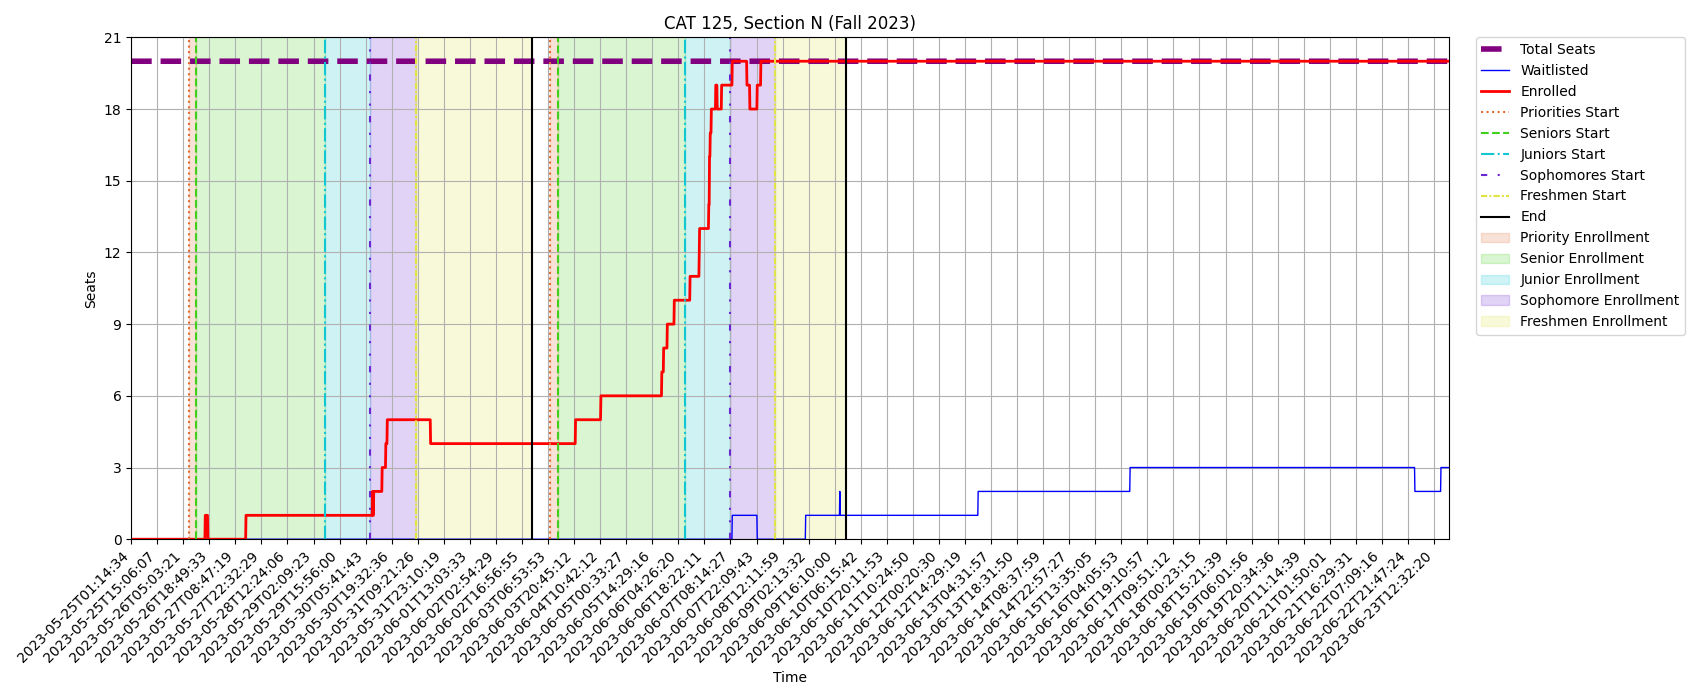 CAT 125, Section N (Fall 2023)
21
18
15
12
9
6
3
0
Seats
2023-05-25T01:14:34
2023-05-25T15:06:07
2023-05-26T05:03:21
2023-05-26T18:49:33
2023-05-27T08:47:19
2023-05-27T22:32:29
2023-05-28T12:24:06
2023-05-29T02:09:23
2023-05-29T15:56:00
2023-05-30T05:41:43
2023-05-30T19:32:36
2023-05-31T09:21:26
2023-05-31T23:10:19
2023-06-01T13:03:33
2023-06-02T02:54:29
2023-06-02T16:56:55
2023-06-03T06:53:53
2023-06-03T20:45:12
2023-06-04T10:42:12
2023-06-05T00:33:27
2023-06-05T14:29:16
2023-06-06T04:26:20
2023-06-06T18:22:11
2023-06-07T08:14:27
2023-06-07T22:09:43
2023-06-08T12:11:59
2023-06-09T02:13:32
2023-06-09T16:10:00
2023-06-10T06:15:42
2023-06-10T20:11:53
2023-06-11T10:24:50
2023-06-12T00:20:30
2023-06-12T14:29:19
2023-06-13T04:31:57
2023-06-13T18:31:50
2023-06-14T08:37:59
2023-06-14T22:57:27
2023-06-15T13:35:05
2023-06-16T04:05:53
2023-06-16T19:10:57
2023-06-17T09:51:12
2023-06-18T00:23:15
2023-06-18T15:21:39
2023-06-19T06:01:56
2023-06-19T20:34:36
2023-06-20T11:14:39
2023-06-21T01:50:01
2023-06-21T16:29:31
2023-06-22T07:09:16
2023-06-22T21:47:24
2023-06-23T12:32:20
Time
Total Seats
Waitlisted
Enrolled
Priorities Start
Seniors Start
Juniors Start
Sophomores Start
Freshmen Start
End
Priority Enrollment
Senior Enrollment
Junior Enrollment
Sophomore Enrollment
Freshmen Enrollment